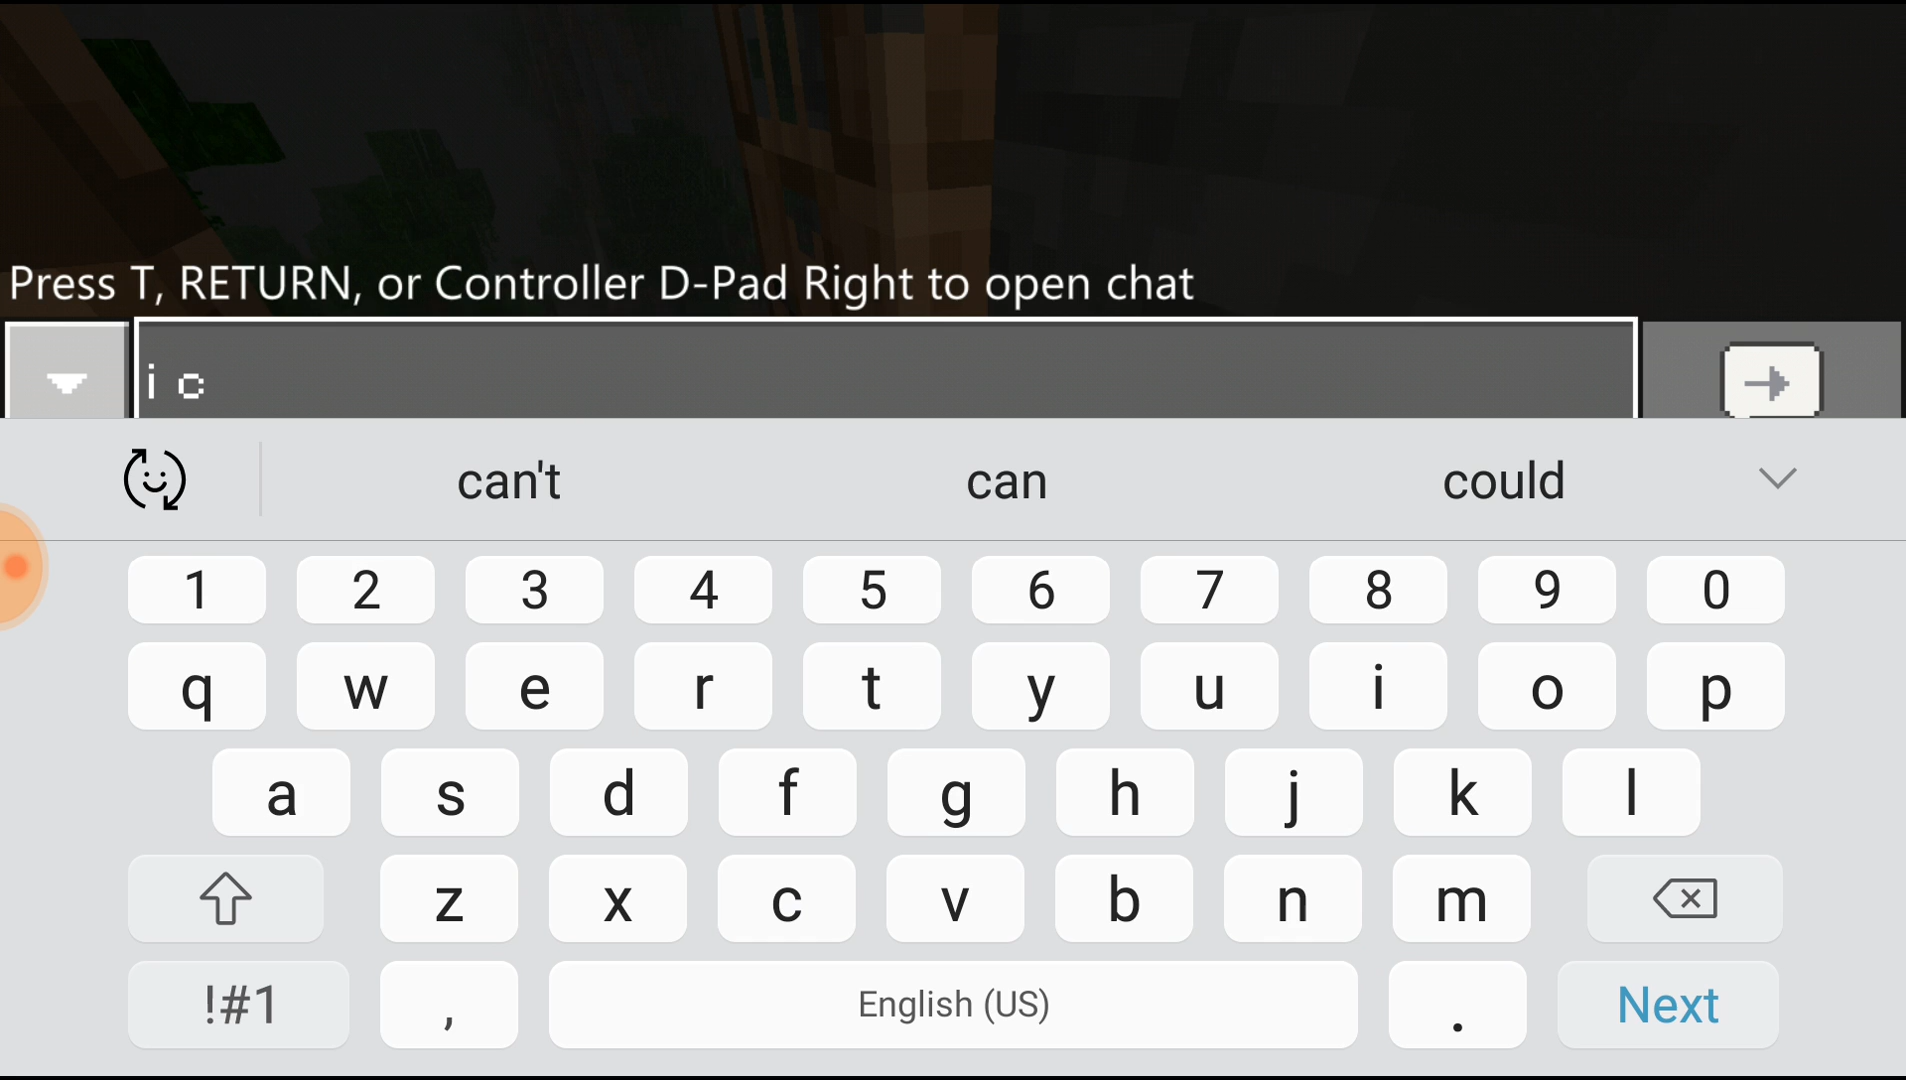 Press T, RETURN, or Controller D-Pad Right to open chat
i c
can't can could
1 2 3 4 5 6 7 8 9 0
q w e r t y u i o p
a s d f g h j k l
z x c v b n m
!#1 , English (US) . Next